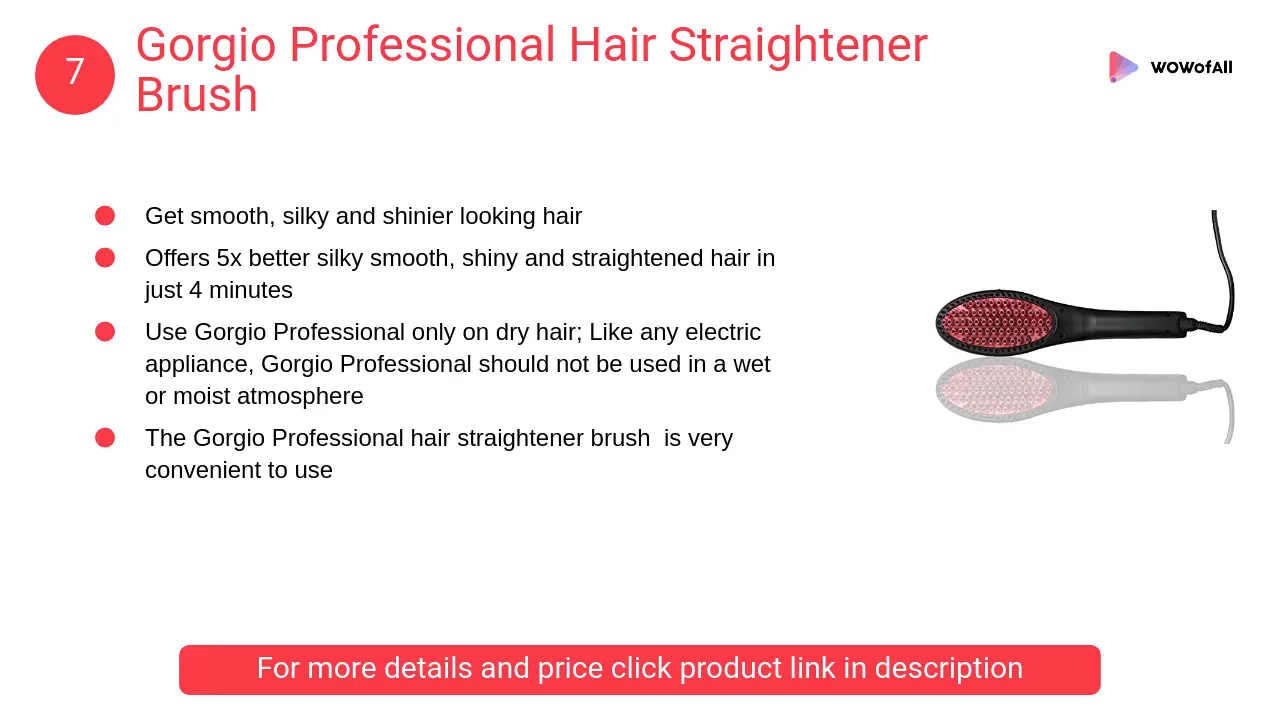 7
Gorgio Professional Hair Straightener
Brush
WOWofAll
Get smooth, silky and shinier looking hair
Offers 5x better silky smooth, shiny and straightened hair in
just 4 minutes
Use Gorgio Professional only on dry hair; Like any electric
appliance, Gorgio Professional should not be used in a wet
or moist atmosphere
The Gorgio Professional hair straightener brush  is very
convenient to use
For more details and price click product link in description